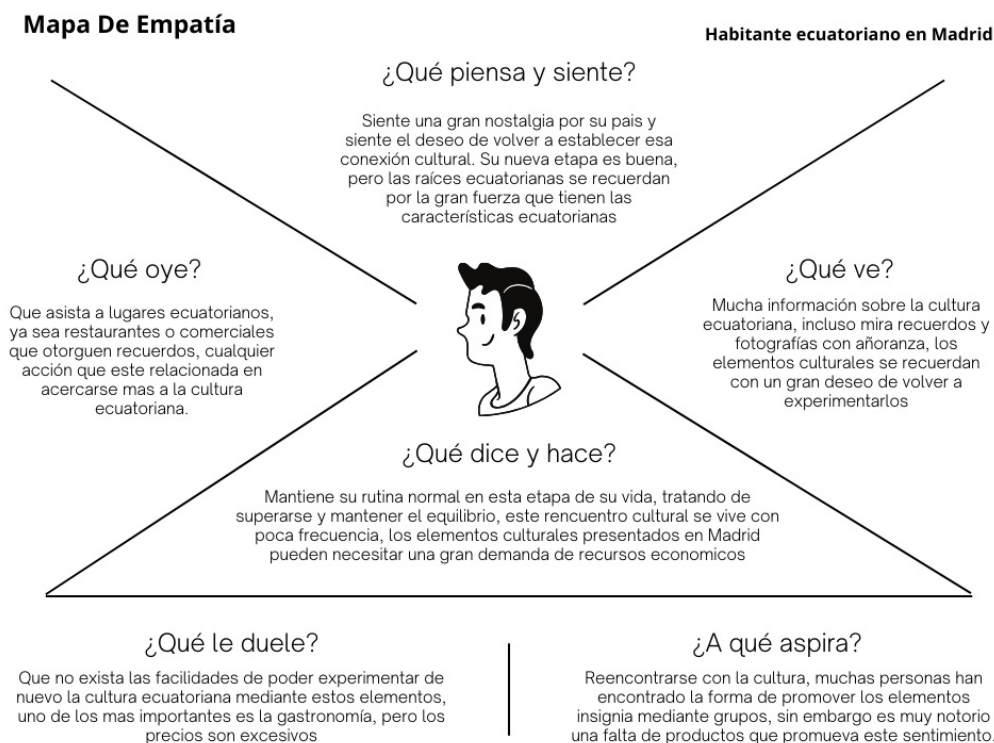 Mapa De Empatía
Habitante ecuatoriano en Madrid
¿Qué piensa y siente?
Siente una gran nostalgia por su pais y
siente el deseo de volver a establecer esa
conexión cultural. Su nueva etapa es buena,
pero las raíces ecuatorianas se recuerdan
por la gran fuerza que tienen las
características ecuatorianas
¿Qué oye?
Que asista a lugares ecuatorianos,
ya sea restaurantes o comerciales
que otorguen recuerdos, cualquier
acción que este relacionada en
acercarse mas a la cultura
ecuatoriana.
¿Qué ve?
Mucha información sobre la cultura
ecuatoriana, incluso mira recuerdos y
fotografías con añoranza, los
elementos culturales se recuerdan
con un gran deseo de volver a
experimentarlos
¿Qué dice y hace?
Mantiene su rutina normal en esta etapa de su vida, tratando de
superarse y mantener el equilibrio, este rencuentro cultural se vive con
poca frecuencia, los elementos culturales presentados en Madrid
pueden necesitar una gran demanda de recursos economicos
¿Qué le duele?
Que no exista las facilidades de poder experimentar de
nuevo la cultura ecuatoriana mediante estos elementos,
uno de los mas importantes es la gastronomía, pero los
precios son excesivos
¿A qué aspira?
Reencontrarse con la cultura, muchas personas han
encontrado la forma de promover los elementos
insignia mediante grupos, sin embargo es muy notorio
una falta de productos que promueva este sentimiento.